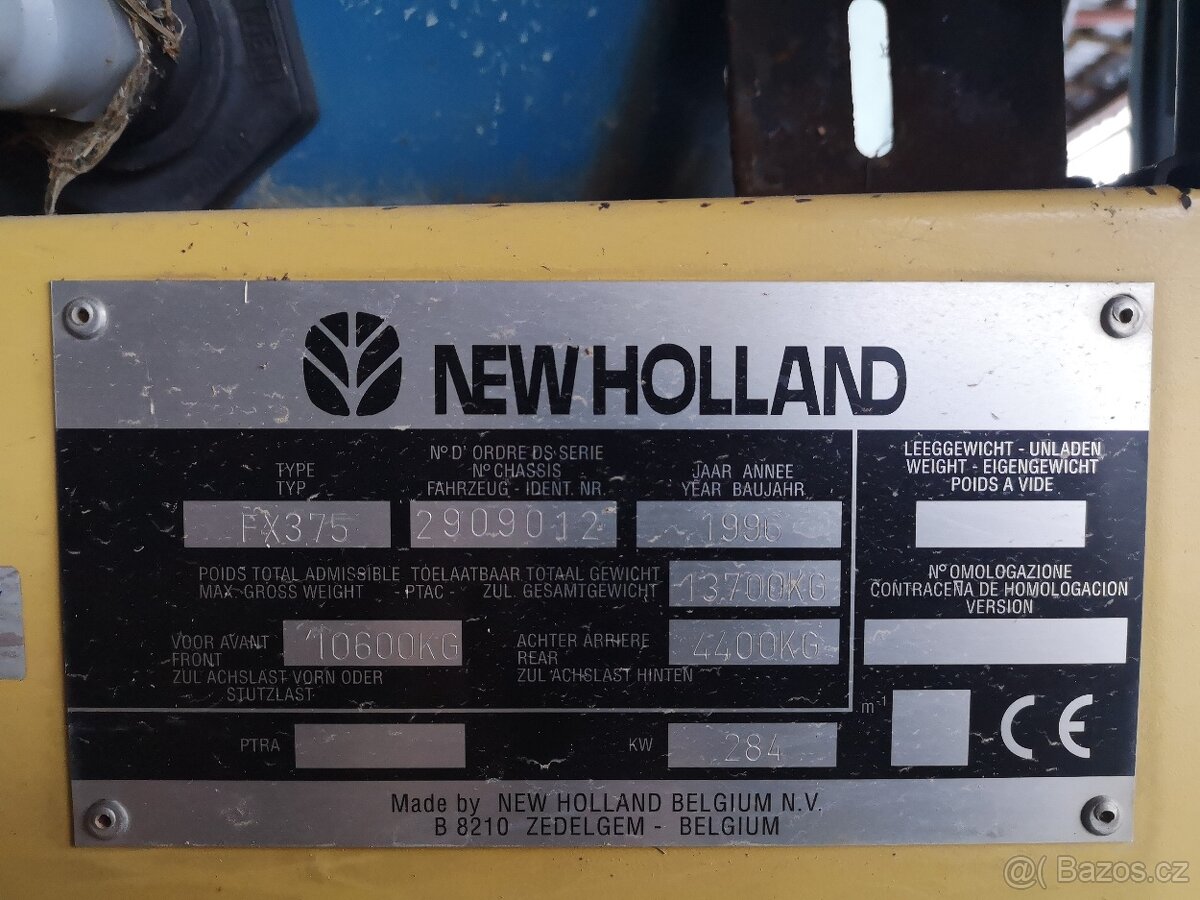 NEW HOLLAND
TYPE
TYP
FX375
N° D' ORDRE DS SERIE
N° CHASSIS
FAHRZEUG - IDENT. NR.
2909012
JAAR ANNEE
YEAR BAUJAHR
1996
LEEGGEWICHT - UNLADEN
WEIGHT - EIGENGEWICHT
POIDS A VIDE
POIDS TOTAL ADMISSIBLE - TOELAATBAAR TOTAAL GEWICHT
MAX. GROSS WEIGHT - PTAC - ZUL. GESAMTGEWICHT
13.700KG
N° OMOLOGAZIONE
CONTRACEÑA DE HOMOLOGACION
VERSION
VOOR AVANT
FRONT
10600KG
ZUL ACHSLAST VORN ODER
STUTZLAST
ACHTER ARRIERE
REAR
4400KG
ZUL ACHSLAST HINTEN
PTRA
KW
284
m-1
CE
Made by NEW HOLLAND BELGIUM N.V.
B 8210 ZEDELGEM - BELGIUM
@( Bazos.cz